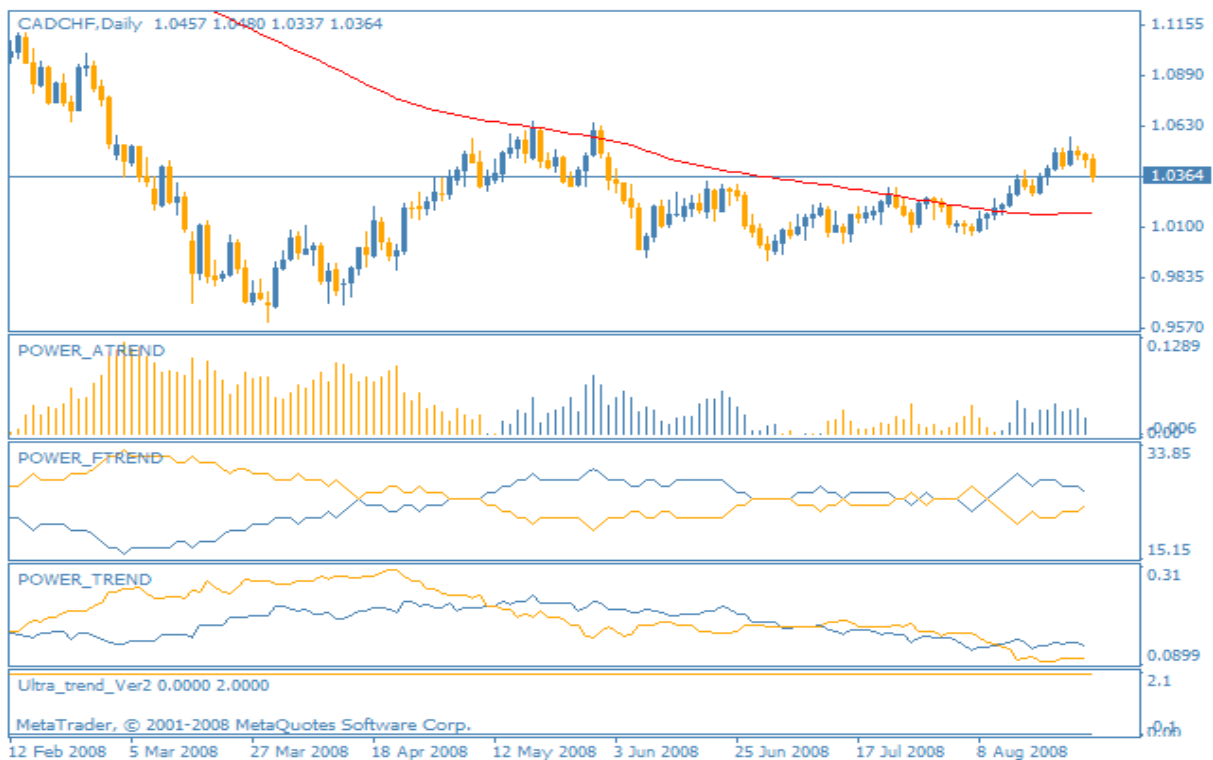 CADCHF,Daily 1.0457 1.0480 1.0337 1.0364
1.1155
1.0890
1.0630
1.0364
1.0100
0.9835
0.9570
POWER_ATREND
0.1289
-0.006
0.00
POWER_FTREND
33.85
15.15
POWER_TREND
0.31
0.0899
Ultra_trend_Ver2 0.0000 2.0000
2.1
MetaTrader, © 2001-2008 MetaQuotes Software Corp.
-0.1
0.00
12 Feb 2008 5 Mar 2008 27 Mar 2008 18 Apr 2008 12 May 2008 3 Jun 2008 25 Jun 2008 17 Jul 2008 8 Aug 2008